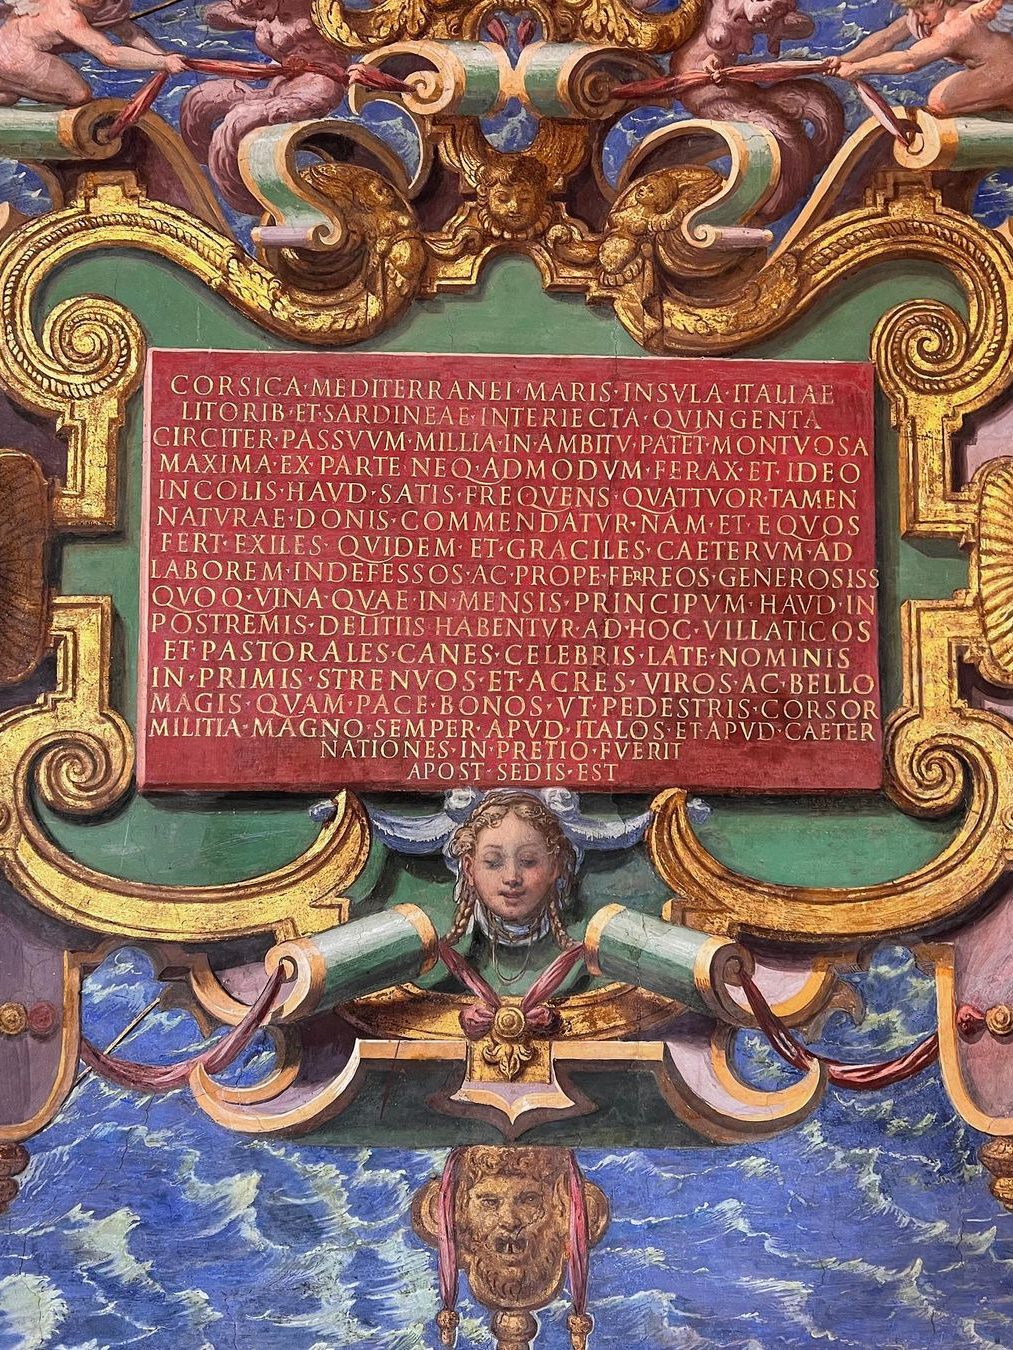 CORSICA·MEDITERRANEI·MARIS·INSVLA·ITALIAE
LITORIB·ET·SARDINEAE·INTERIECTA·QVINGENTA
CIRCITER·PASSVVM·MILLIA·IN·AMBITV·PATET·MONTVOSA
MAXIMA·EX·PARTE·NEQ·ADMODVM·FERAX·ET·IDEO
INCOLIS·HAVD·SATIS·FREQVENS·QVATTVOR·TAMEN
NATVRAE·DONIS·COMMENDATVR·NAM·ET·EQVOS
FERT·EXILES·QVIDEM·ET·GRACILES·CAETERVM·AD
LABOREM·INDEFESSOS·AC·PROPE·FERREOS·GENEROSISS
QVOQ·VINA·QVAE·IN·MENSIS·PRINCIPVM·HAVD·IN
POSTREMIS·DELITIIS·HABENTVR·AD·HOC·VILLATICOS
ET·PASTORALES·CANES·CELEBRIS·LATE·NOMINIS
IN·PRIMIS·STRENVOS·ET·ACRES·VIROS·AC·BELLO
MAGIS·QVAM·PACE·BONOS·VT·PEDESTRIS·CORSOR
MILITIA·MAGNO·SEMPER·APVD·ITALOS·ET·APVD·CAETER
NATIONES·IN·PRETIO·FVERIT
APOST·SEDIS·EST